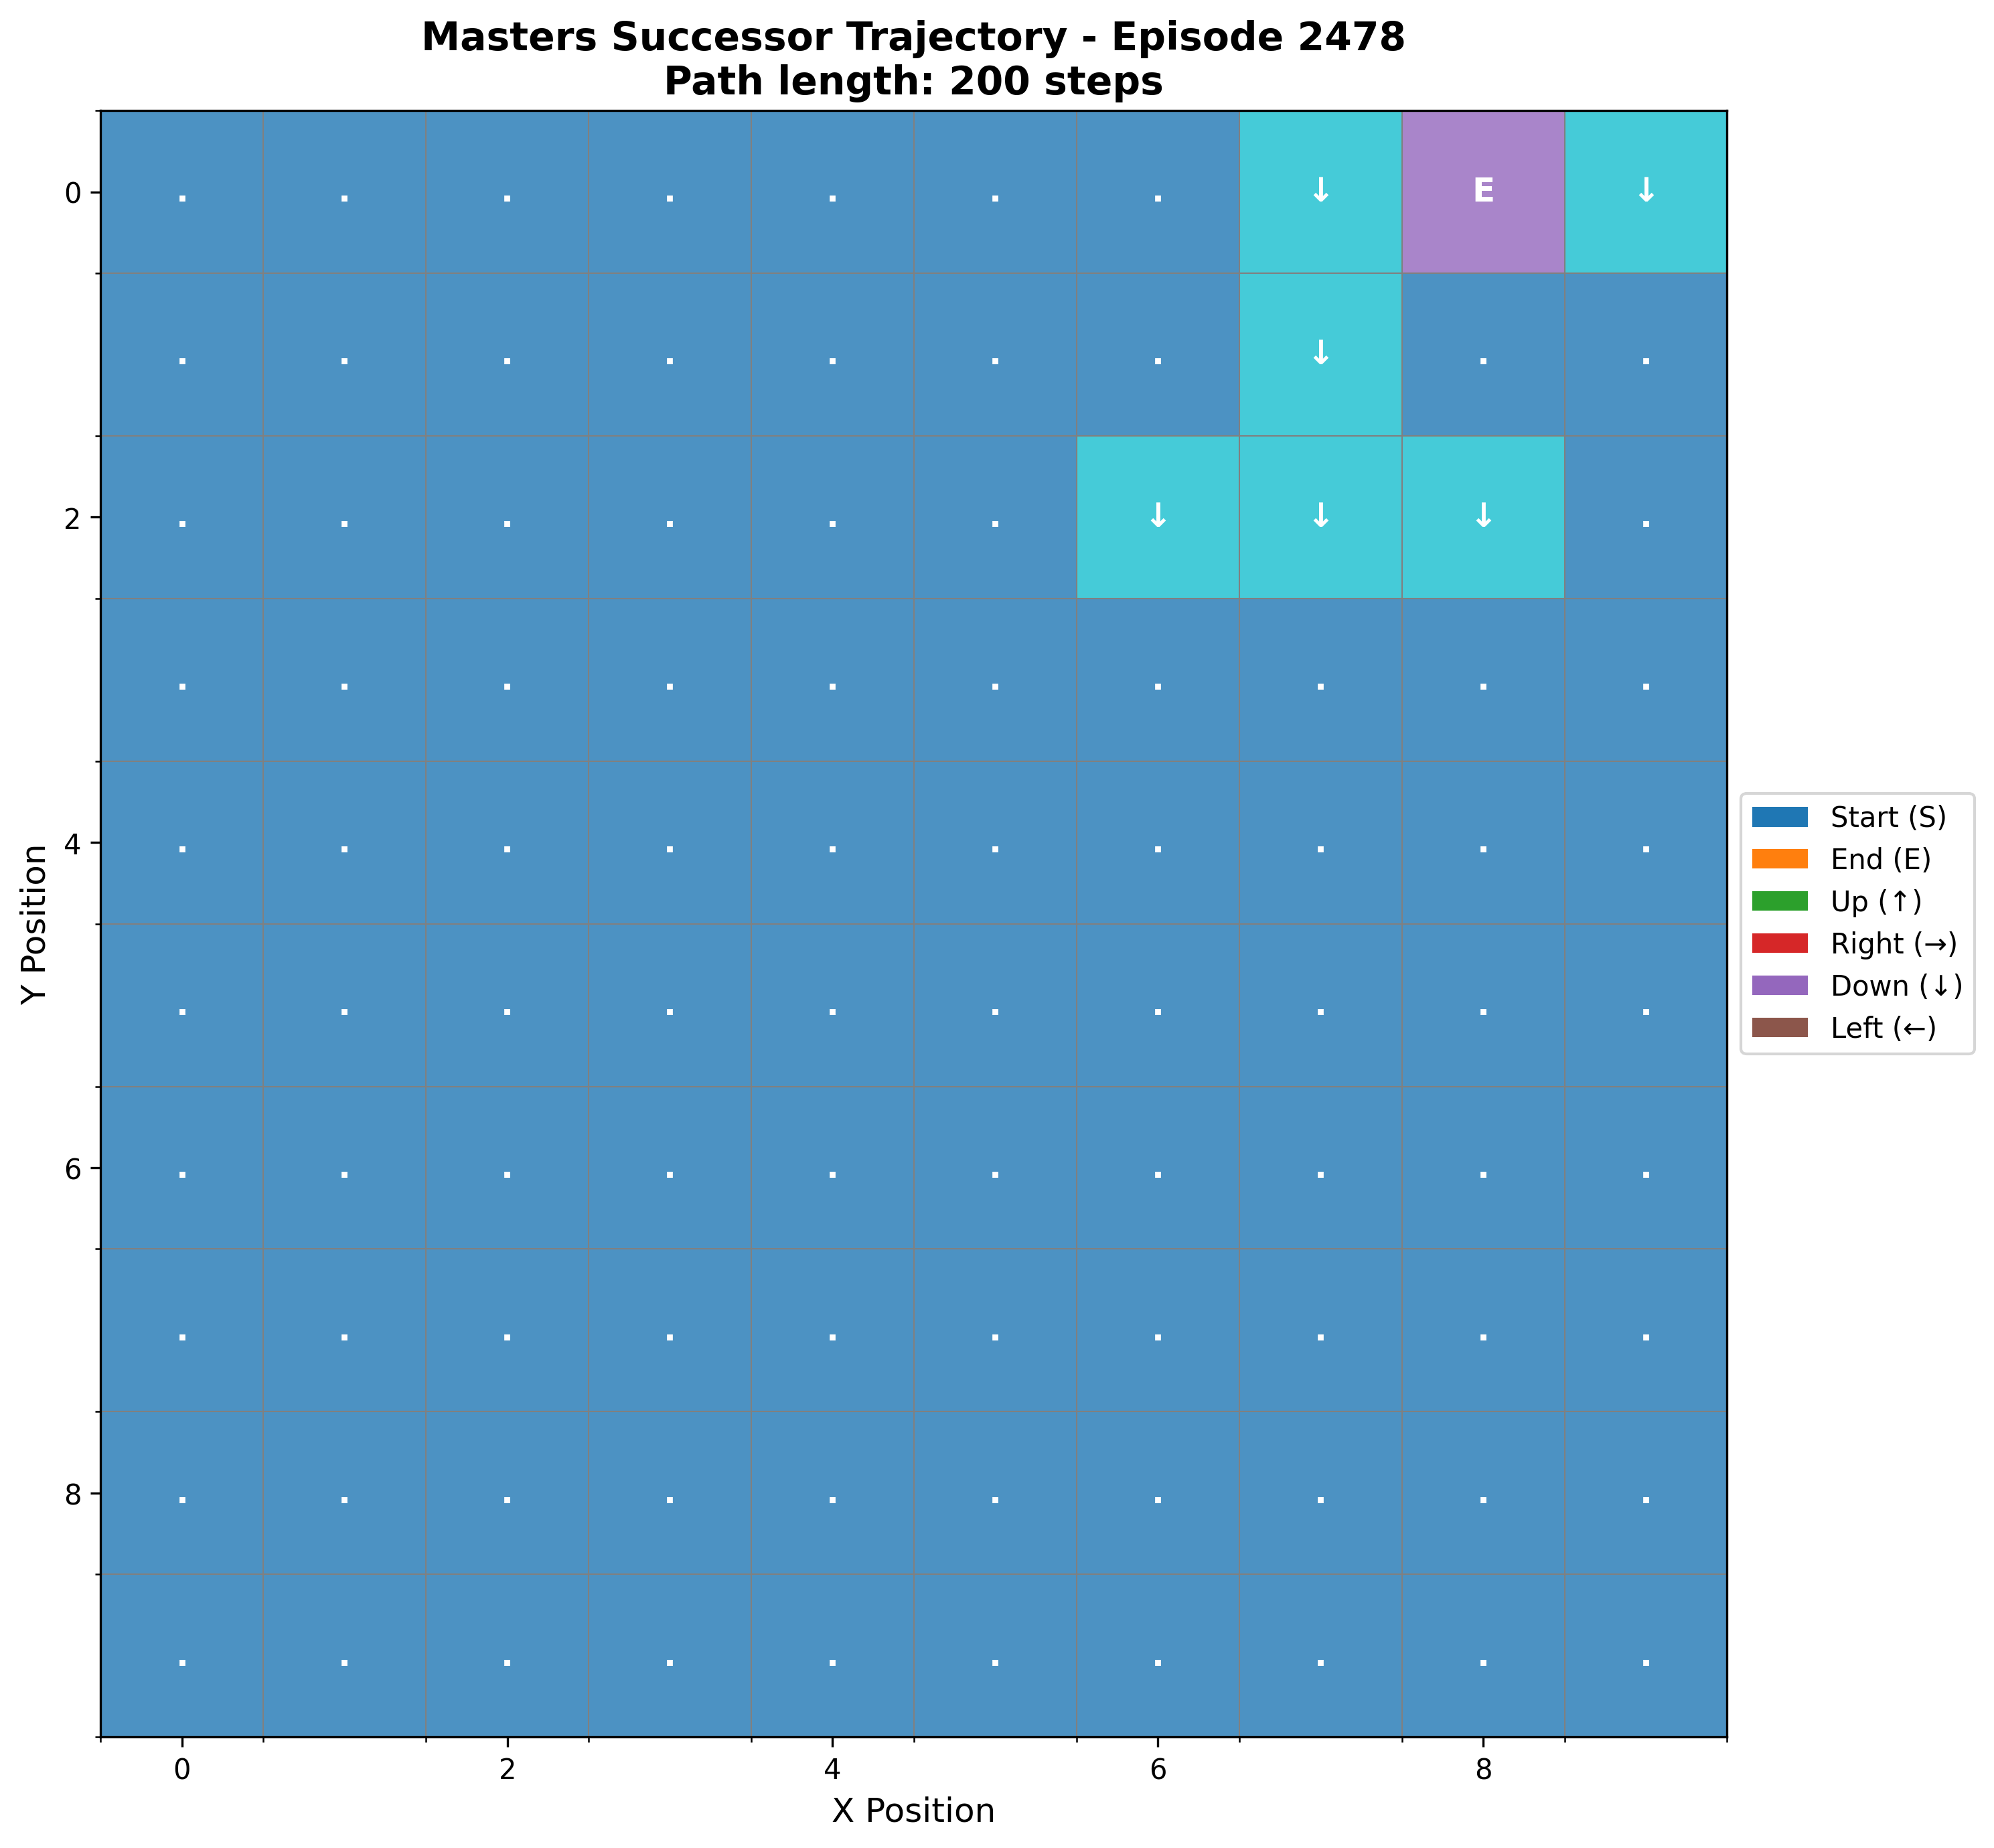 Masters Successor Trajectory - Episode 2478
Path length: 200 steps
0
. . . . . . . ↓ E ↓
. . . . . . . ↓ . .
2
. . . . . . ↓ ↓ ↓ .
. . . . . . . . . .
4
. . . . . . . . . .
. . . . . . . . . .
6
. . . . . . . . . .
. . . . . . . . . .
8
. . . . . . . . . .
. . . . . . . . . .
0 2 4 6 8
X Position
Y Position
Start (S)
End (E)
Up (↑)
Right (→)
Down (↓)
Left (←)